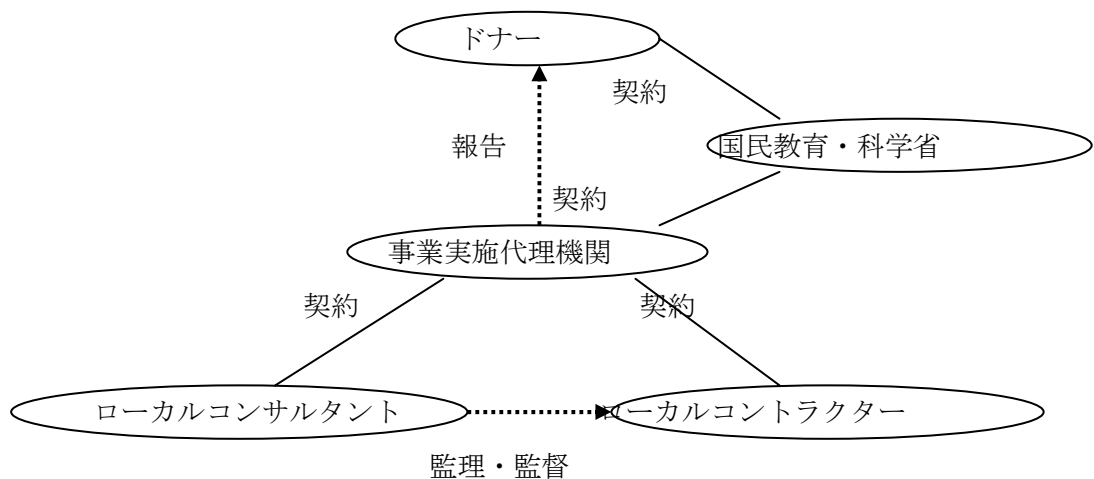 ドナー
契約
報告
国民教育・科学省
契約
事業実施代理機関
契約
契約
ローカルコンサルタント
ローカルコントラクター
監理・監督